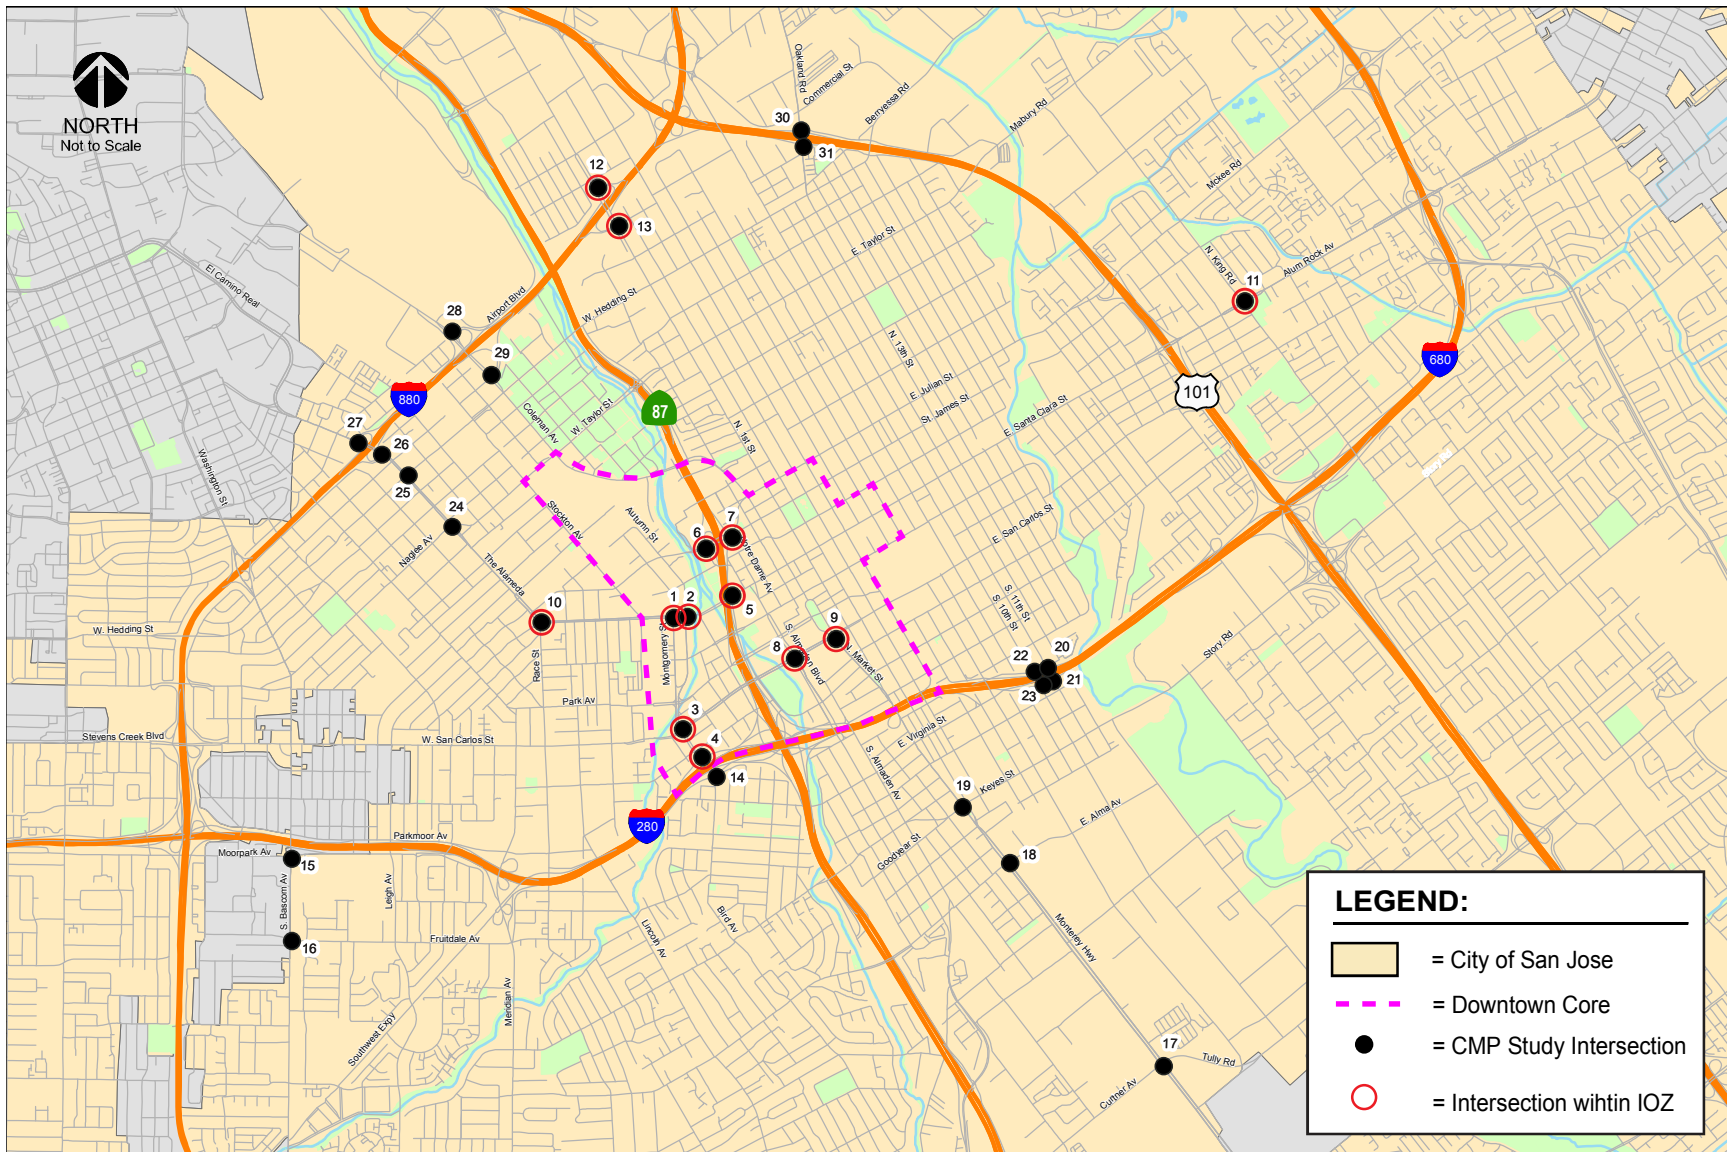 NORTH
Not to Scale
Oakland Rd
Commercial St
Berryessa Rd
Mabury Rd
Mckee Rd
30
31
12
13
E. Taylor St
N. King Rd
Alum Rock Av
11
El Camino Real
Airport Blvd
W. Hedding St
28
29
N. 13th St
680
101
880
87
E. Julian St
St. James St
E. Santa Clara St
Coleman Av
W. Taylor St
N. 1st St
27
26
25
24
Washington St
Stockton Av
Autumn St
Naglee Av
The Alameda
6
7
otre Dame Av
E. San Carlos St
5
10
1
2
9
8
S. 11th St
S. 10th St
W. Hedding St
Race St
Montgomery St
S. Almaden Blvd
N. Market St
Story Rd
22
20
21
23
Park Av
Stevens Creek Blvd
W. San Carlos St
3
4
14
E. Virginia St
S. Almaden Av
Keyes St
19
E. Alma Av
280
Parkmoor Av
Moorpark Av
15
Goodyear St
18
S. Bascom Av
Leigh Av
16
Fruitdale Av
Bird Av
Lincoln Av
Monterey Hwy
Meridian Av
Southwest Expy
17
Tully Rd
Curtner Av
LEGEND:
= City of San Jose
= Downtown Core
= CMP Study Intersection
= Intersection wihtin IOZ